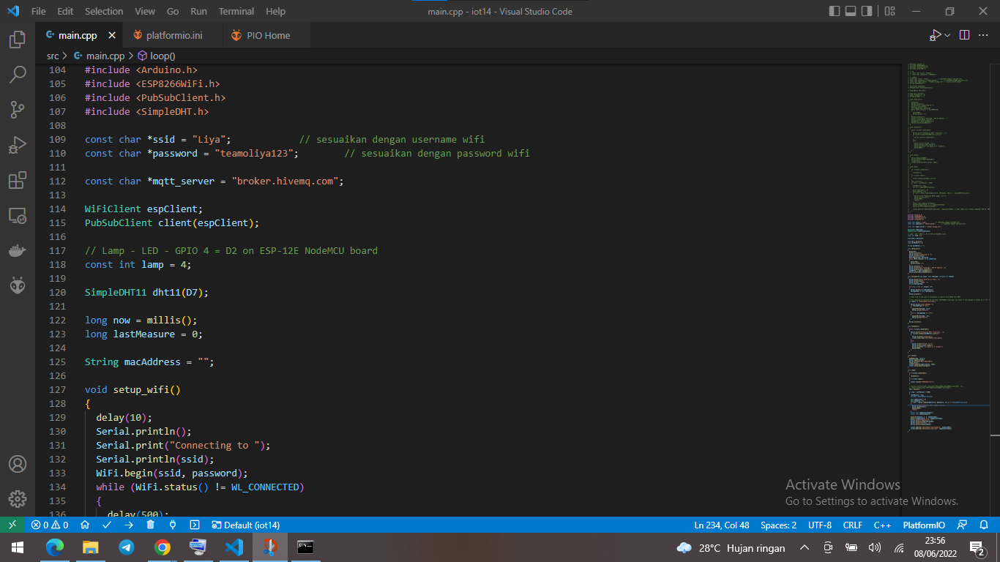 File Edit Selection View Go Run Terminal Help main.cpp - iot14 - Visual Studio Code
main.cpp platformio.ini PIO Home
src > main.cpp > loop()
104 #include <Arduino.h>
105 #include <ESP8266WiFi.h>
106 #include <PubSubClient.h>
107 #include <SimpleDHT.h>
108
109 const char *ssid = "Liya"; // sesuaikan dengan username wifi
110 const char *password = "teamoliya123"; // sesuaikan dengan password wifi
111
112 const char *mqtt_server = "broker.hivemq.com";
113
114 WiFiClient espClient;
115 PubSubClient client(espClient);
116
117 // Lamp - LED - GPIO 4 = D2 on ESP-12E NodeMCU board
118 const int lamp = 4;
119
120 SimpleDHT11 dht11(D7);
121
122 long now = millis();
123 long lastMeasure = 0;
124
125 String macAddress = "";
126
127 void setup_wifi()
128 {
129 delay(10);
130 Serial.println();
131 Serial.print("Connecting to ");
132 Serial.println(ssid);
133 WiFi.begin(ssid, password);
134 while (WiFi.status() != WL_CONNECTED)
135 {
136 delay(500);
Activate Windows
Go to Settings to activate Windows.
0 0 Default (iot14) Ln 234, Col 48 Spaces: 2 UTF-8 CRLF C++ PlatformIO
28°C Hujan ringan 23:56
08/06/2022
2